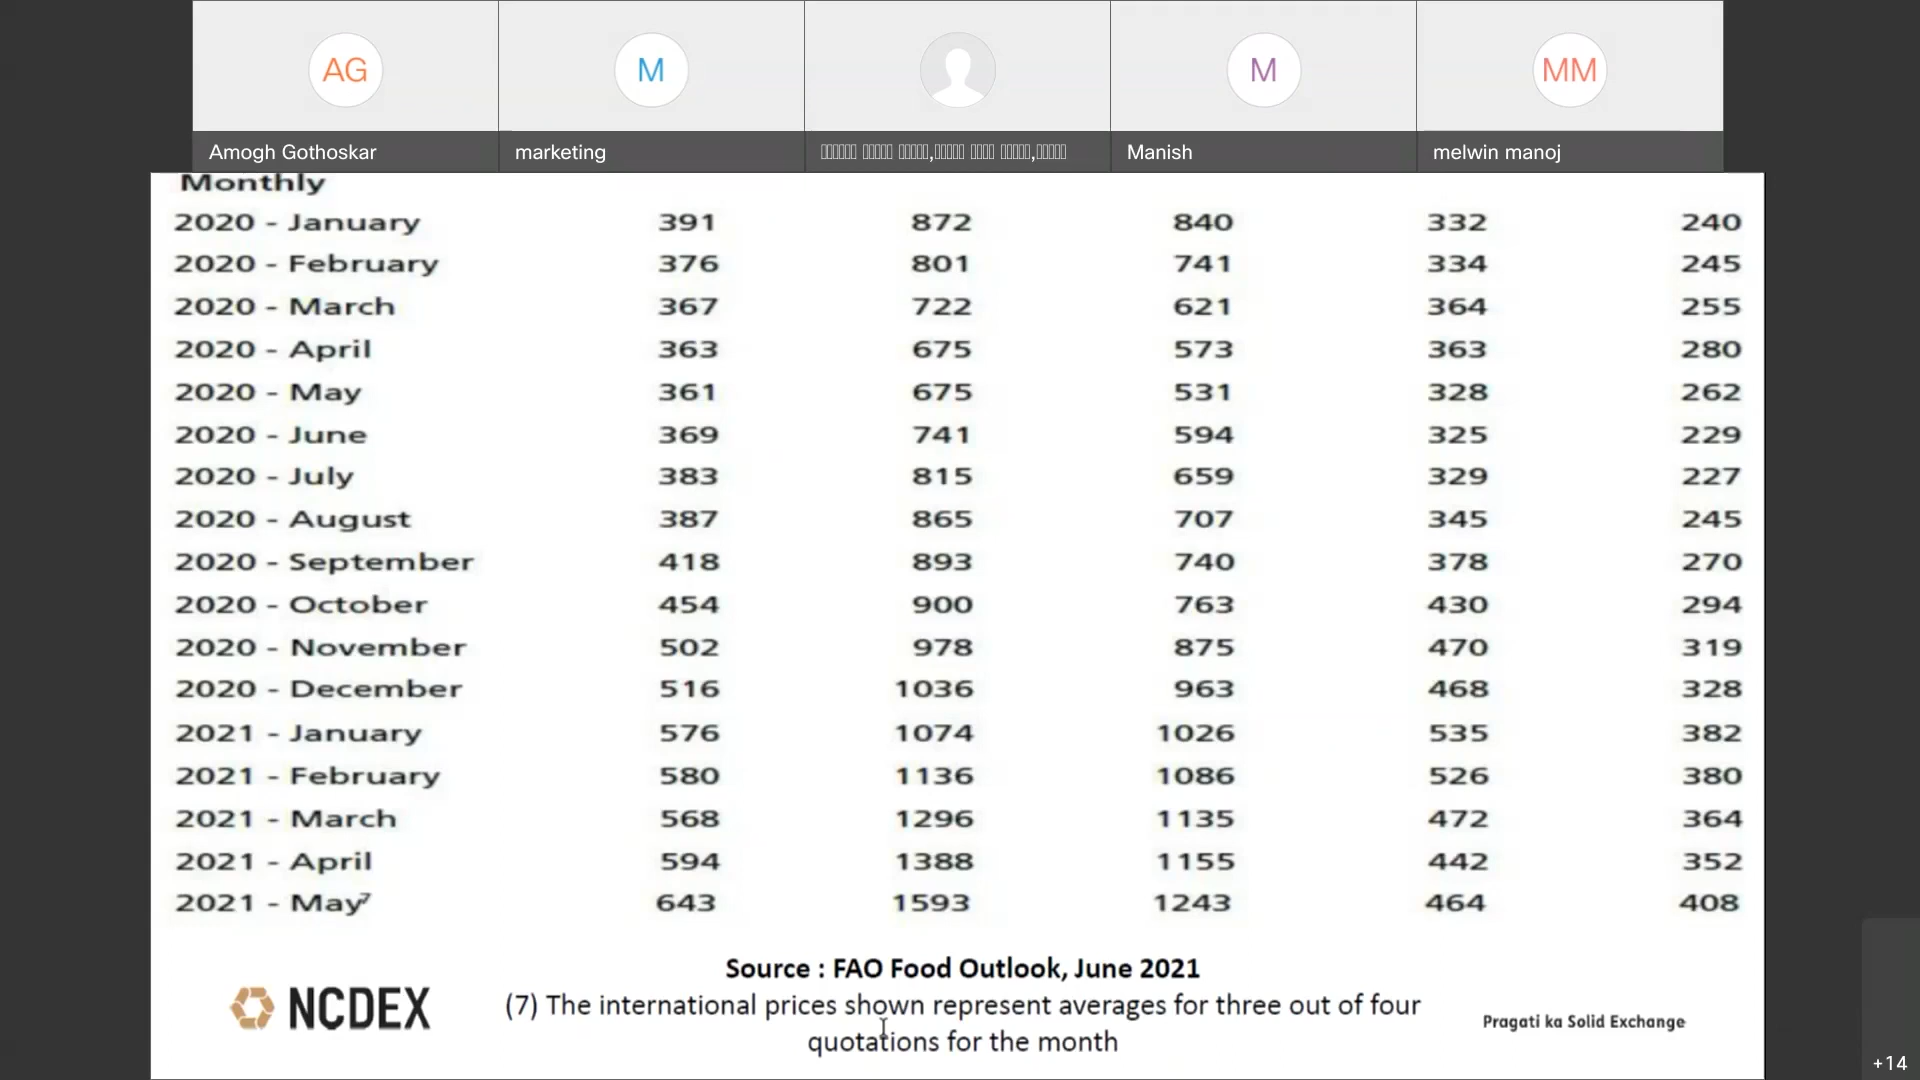 AG
M
M
MM
Amogh Gothoskar
marketing
Manish
melwin manoj
Monthly
2020 - January 391 872 840 332 240
2020 - February 376 801 741 334 245
2020 - March 367 722 621 364 255
2020 - April 363 675 573 363 280
2020 - May 361 675 531 328 262
2020 - June 369 741 594 325 229
2020 - July 383 815 659 329 227
2020 - August 387 865 707 345 245
2020 - September 418 893 740 378 270
2020 - October 454 900 763 430 294
2020 - November 502 978 875 470 319
2020 - December 516 1036 963 468 328
2021 - January 576 1074 1026 535 382
2021 - February 580 1136 1086 526 380
2021 - March 568 1296 1135 472 364
2021 - April 594 1388 1155 442 352
2021 - May⁷ 643 1593 1243 464 408
Source : FAO Food Outlook, June 2021
(7) The international prices shown represent averages for three out of four
quotations for the month
NCDEX
Pragati ka Solid Exchange
+14